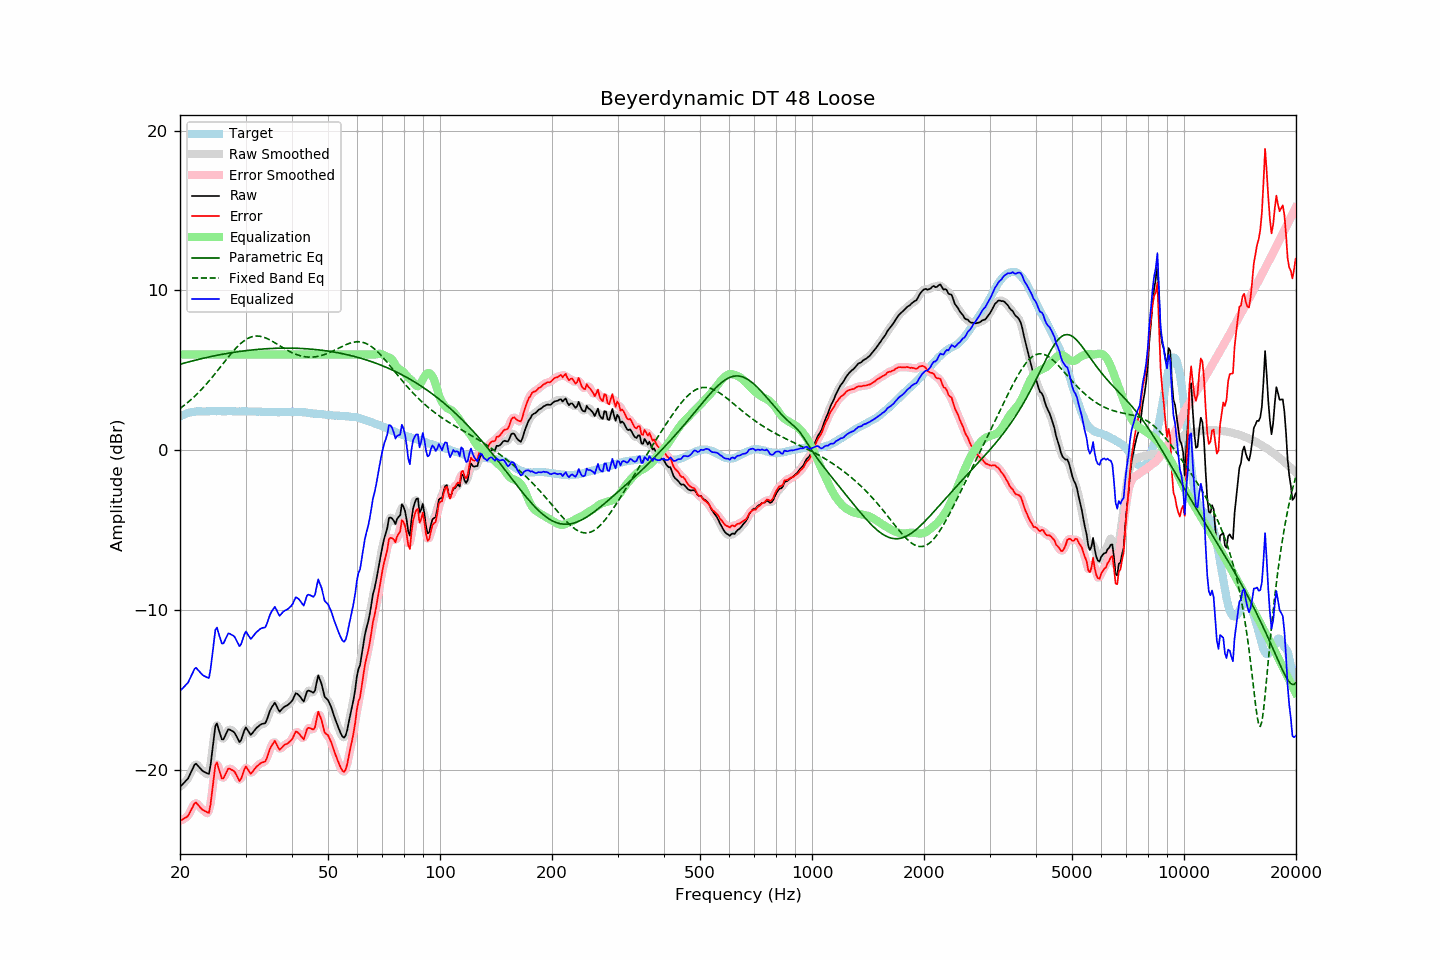 Beyerdynamic DT 48 Loose
Target
Raw Smoothed
Error Smoothed
Raw
Error
Equalization
Parametric Eq
Fixed Band Eq
Equalized
Amplitude (dBr)
20
10
0
−10
−20
20
50
100
200
500
1000
2000
5000
10000
20000
Frequency (Hz)